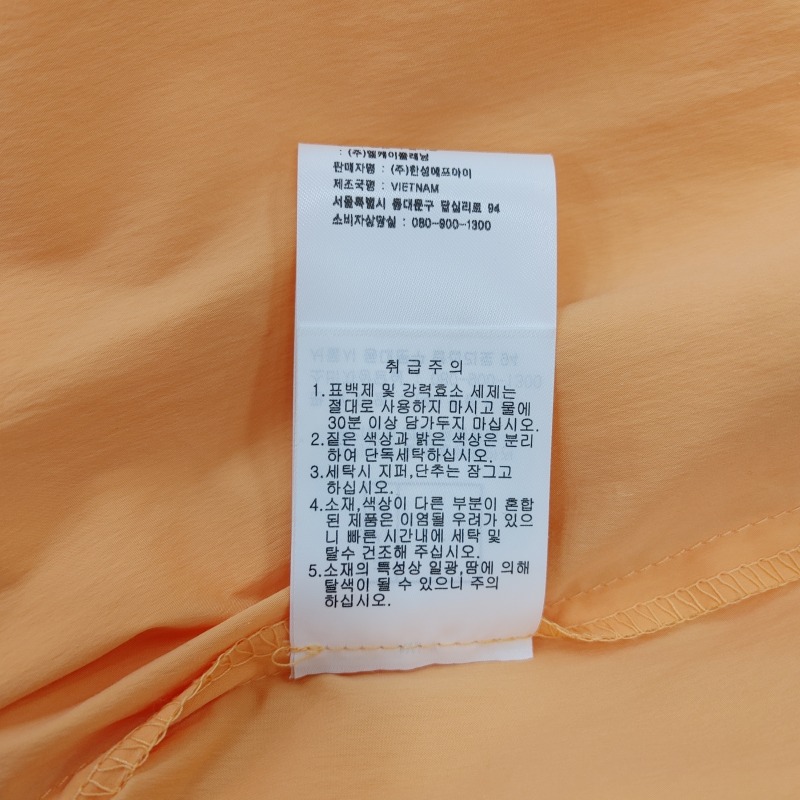 : (주)엘케이플래닝
판매자명 : (주)한성에프아이
제조국명 : VIETNAM
서울특별시 동대문구 답십리로 94
소비자상담실 : 080-900-1300
취급주의
1.표백제 및 강력효소 세제는
절대로 사용하지 마시고 물에
30분 이상 담가두지 마십시오.
2.짙은 색상과 밝은 색상은 분리
하여 단독세탁하십시오.
3.세탁시 지퍼,단추는 잠그고
하십시오.
4.소재,색상이 다른 부분이 혼합
된 제품은 이염될 우려가 있으
니 빠른 시간내에 세탁 및
탈수 건조해 주십시오.
5.소재의 특성상 일광,땀에 의해
탈색이 될 수 있으니 주의
하십시오.